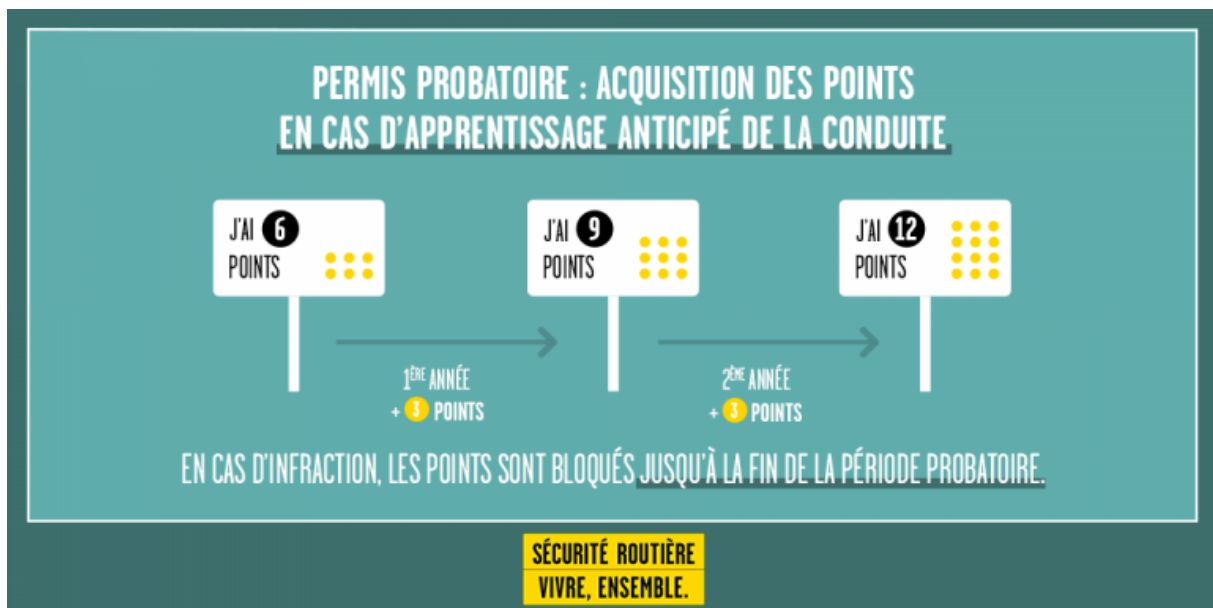 PERMIS PROBATOIRE : ACQUISITION DES POINTS
EN CAS D'APPRENTISSAGE ANTICIPÉ DE LA CONDUITE
J'AI 6
POINTS
J'AI 9
POINTS
J'AI 12
POINTS
1ÈRE ANNÉE
+ 3 POINTS
2ÈME ANNÉE
+ 3 POINTS
EN CAS D'INFRACTION, LES POINTS SONT BLOQUÉS JUSQU'À LA FIN DE LA PÉRIODE PROBATOIRE.
SÉCURITÉ ROUTIÈRE
VIVRE, ENSEMBLE.